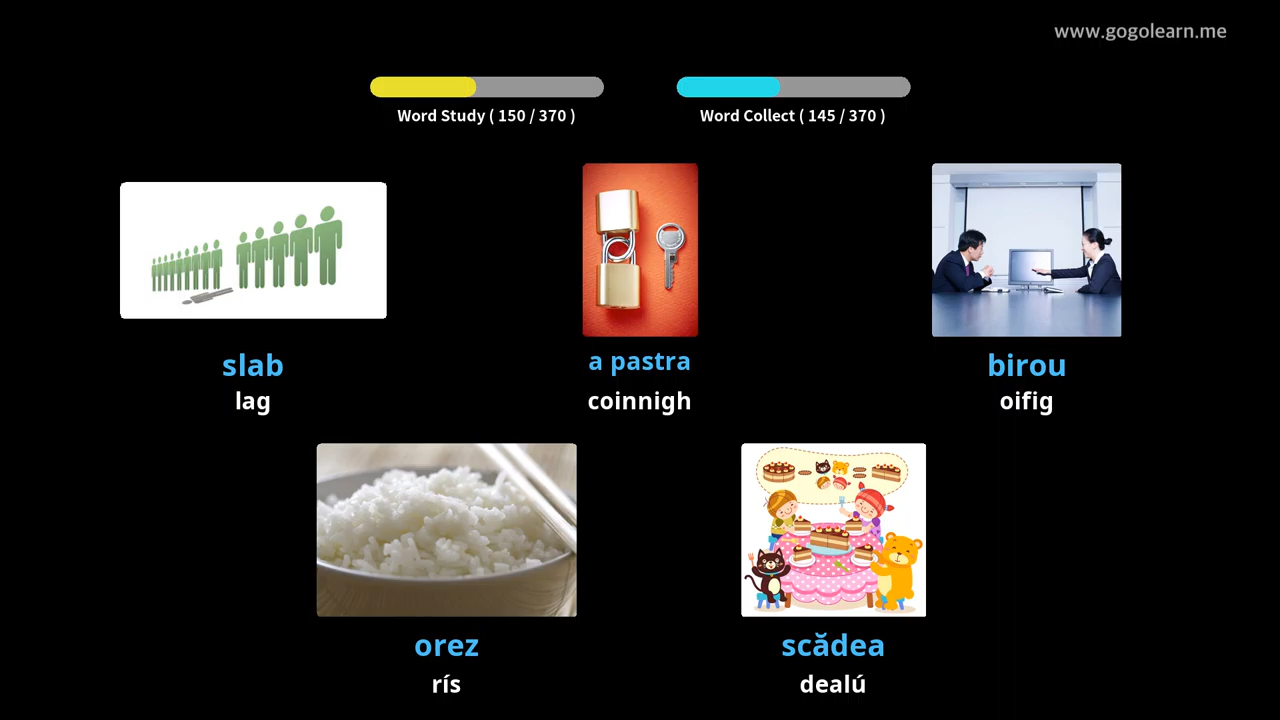 www.gogolearn.me
Word Study ( 150 / 370 )
Word Collect ( 145 / 370 )
slab
lag
a pastra
coinnigh
birou
oifig
orez
rís
scădea
dealú